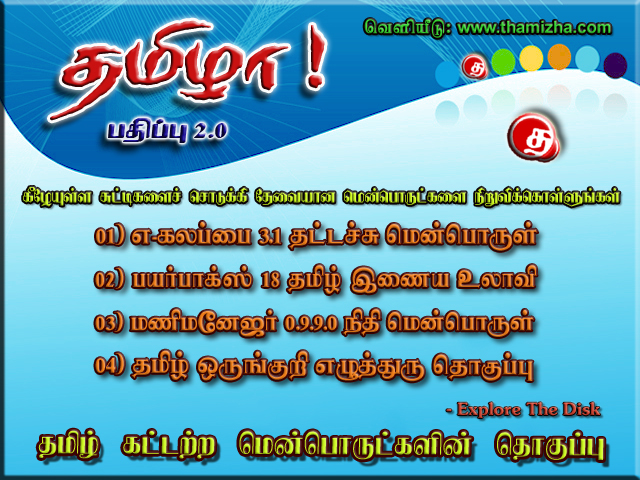 வெளியீடு: www.thamizha.com
தமிழா !
பதிப்பு 2.0
த
த
கீழேயுள்ள சுட்டிகளைச் சொடுக்கி தேவையான மென்பொருட்களை நிறுவிக்கொள்ளுங்கள்
01) எ-கலப்பை 3.1 தட்டச்சு மென்பொருள்
02) பயர்பாக்ஸ் 18 தமிழ் இணைய உலாவி
03) மணிமனேஜர் 0.9.9.0 நிதி மென்பொருள்
04) தமிழ் ஒருங்குறி எழுத்துரு தொகுப்பு
- Explore The Disk
தமிழ் கட்டற்ற மென்பொருட்களின் தொகுப்பு